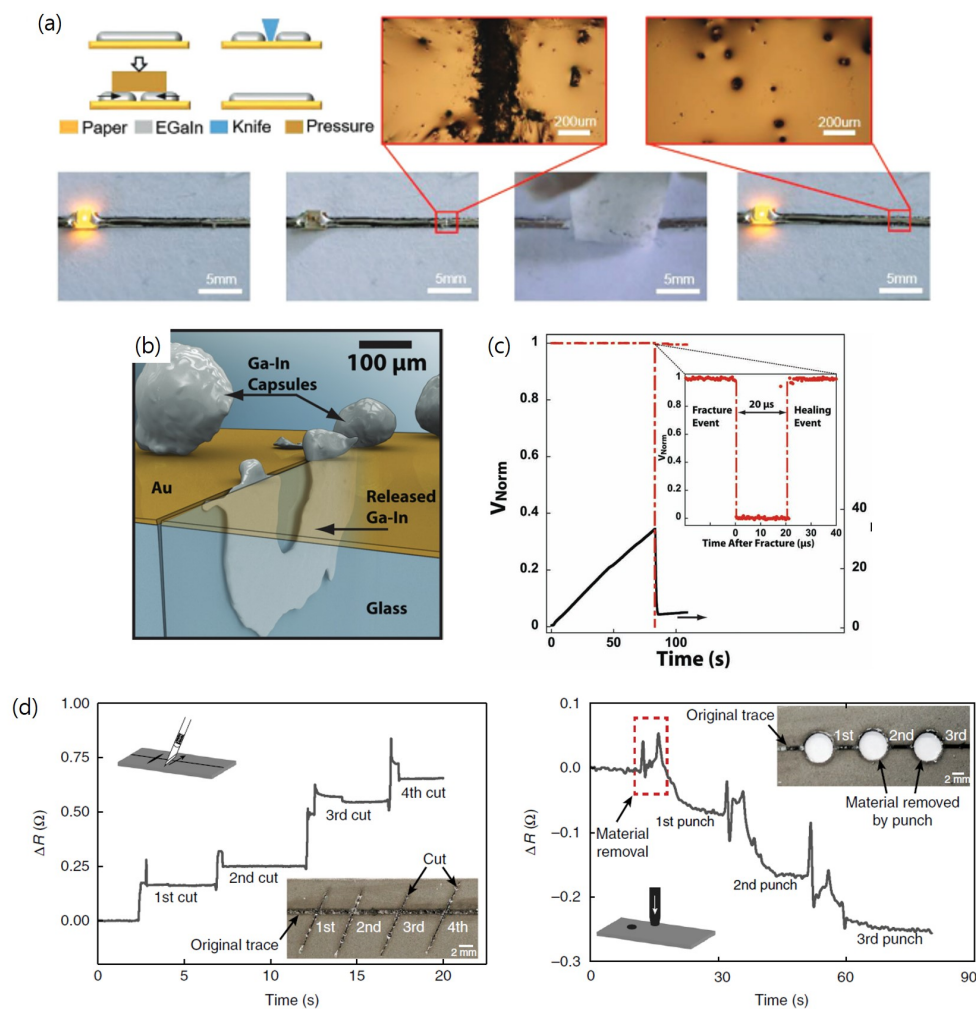 (a)
Paper EGaIn Knife Pressure
200um
200um
5mm
5mm
5mm
5mm
(b)
100 µm
Ga-In
Capsules
Au
Released
Ga-In
Glass
(c)
1
0.8
0.6
0.4
0.2
0
VNorm
0 50 100
Time (s)
40
20
0
1
0.8
0.6
0.4
0.2
0
VNorm
Fracture
Event
20 µs
Healing
Event
-10 0 10 20 30 40
Time After Fracture (µs)
(d)
1.00
0.75
0.50
0.25
0.00
ΔR (Ω)
1st cut
2nd cut
3rd cut
4th cut
Cut
Original trace
1st 2nd 3rd 4th
2 mm
0 5 10 15 20
Time (s)
0.1
0.0
−0.1
−0.2
−0.3
ΔR (Ω)
Original trace
1st 2nd 3rd
2 mm
Material removed
by punch
Material
removal
1st punch
2nd punch
3rd punch
0 30 60 90
Time (s)